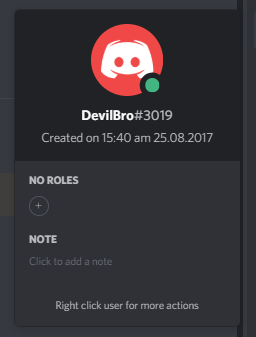 DevilBro#3019
Created on 15:40 am 25.08.2017
NO ROLES
+
NOTE
Click to add a note
Right click user for more actions